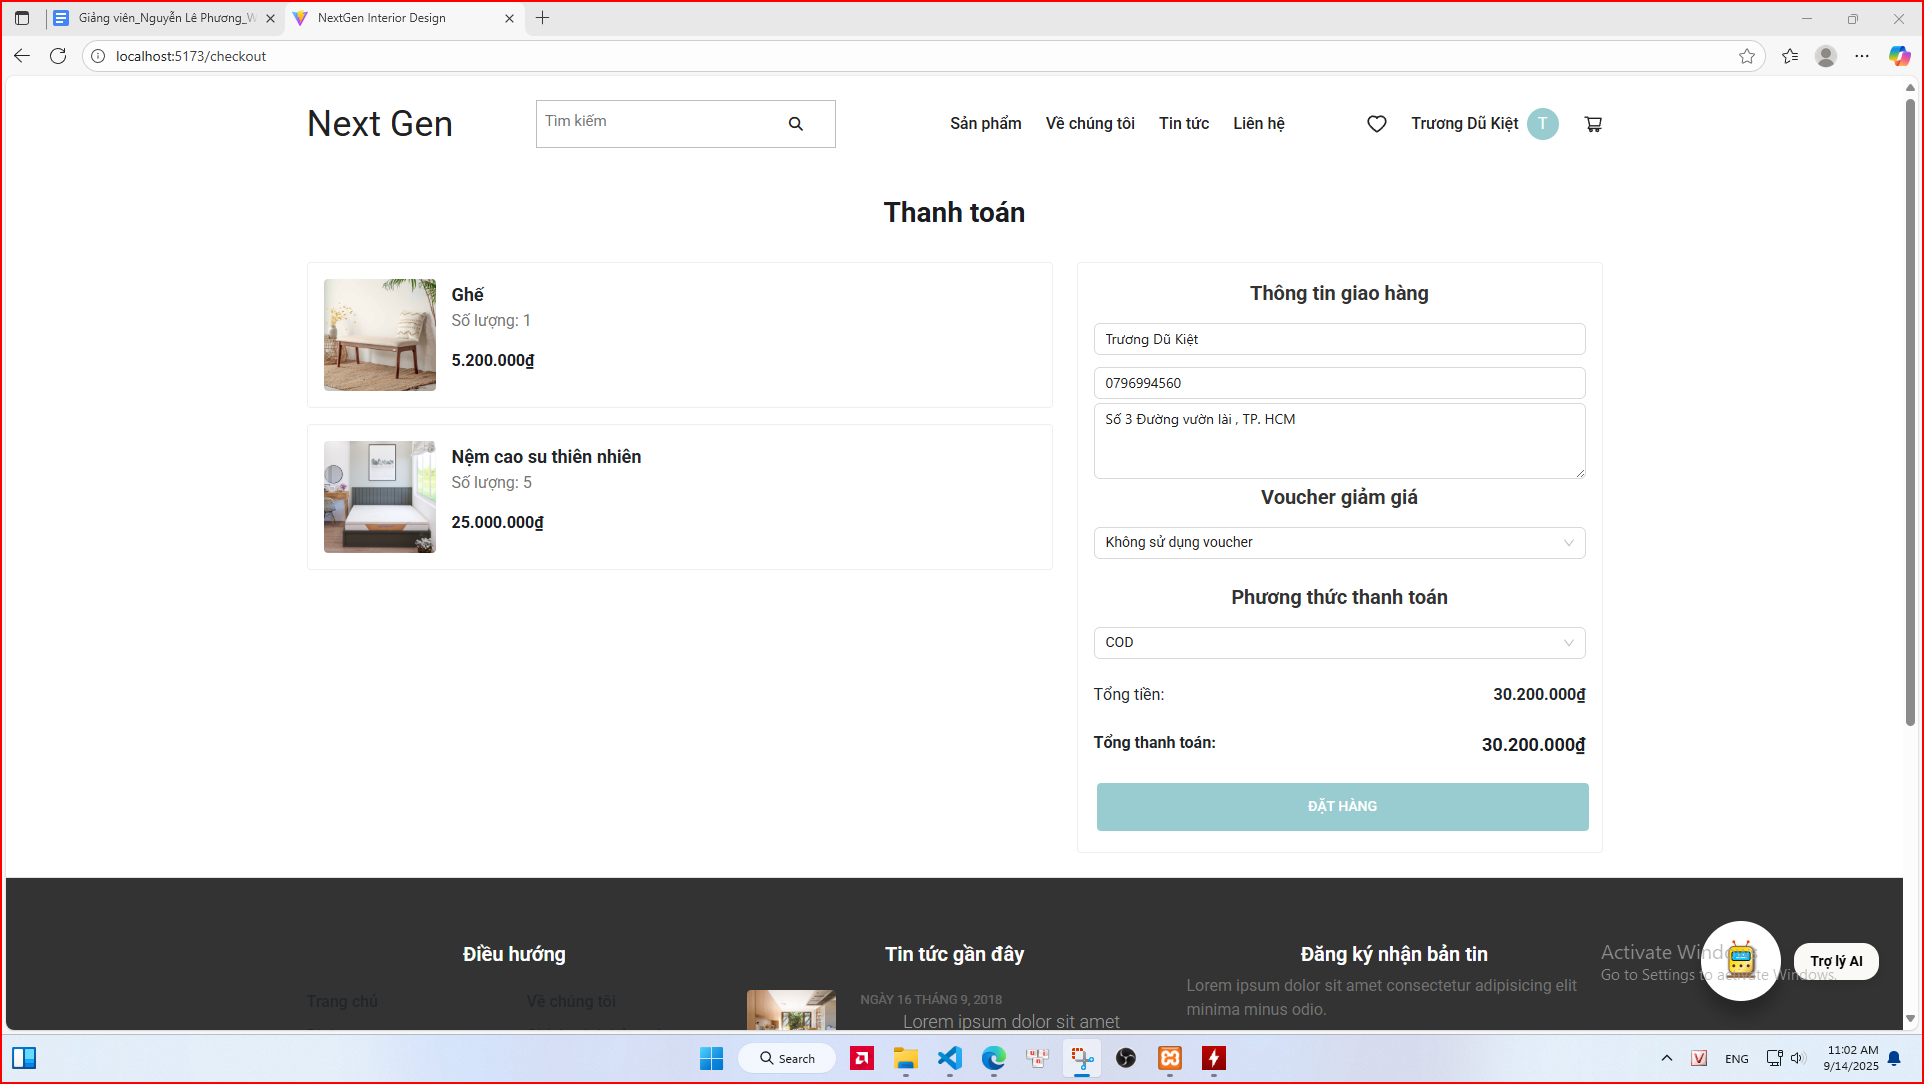 Giảng viên_Nguyễn Lê Phương_W
NextGen Interior Design
localhost:5173/checkout
Next Gen
Tìm kiếm
Sản phẩm
Về chúng tôi
Tin tức
Liên hệ
Trương Dũ Kiệt
T
Thanh toán
Ghế
Số lượng: 1
5.200.000₫
Nệm cao su thiên nhiên
Số lượng: 5
25.000.000₫
Thông tin giao hàng
Trương Dũ Kiệt
0796994560
Số 3 Đường vườn lài , TP. HCM
Voucher giảm giá
Không sử dụng voucher
Phương thức thanh toán
COD
Tổng tiền:
30.200.000₫
Tổng thanh toán:
30.200.000₫
ĐẶT HÀNG
Điều hướng
Trang chủ
Về chúng tôi
Tin tức gần đây
NGÀY 16 THÁNG 9, 2018
Lorem ipsum dolor sit amet
Đăng ký nhận bản tin
Lorem ipsum dolor sit amet consectetur adipisicing elit
minima minus odio.
Activate Windows
Go to Settings to activate Windows.
Trợ lý AI
Search
ENG
11:02 AM
9/14/2025